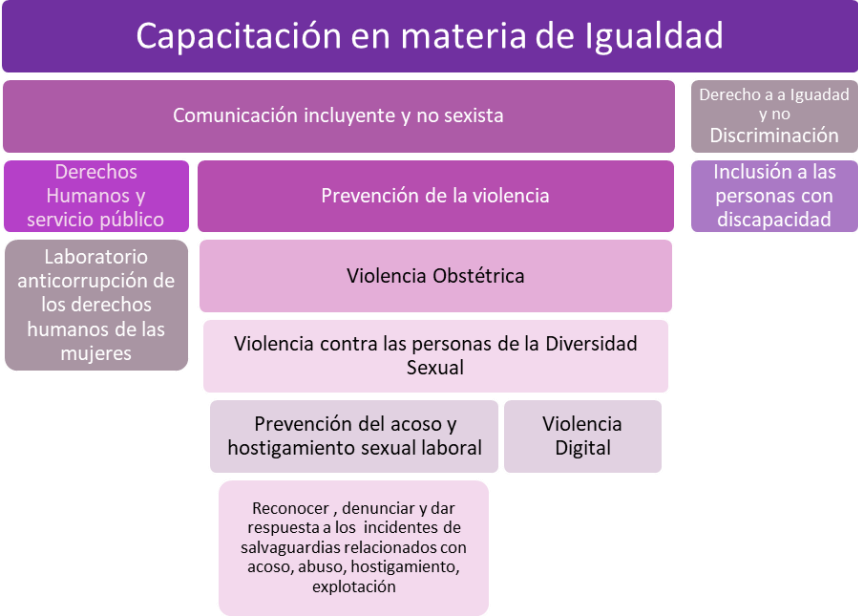 Capacitación en materia de Igualdad
Comunicación incluyente y no sexista
Derecho a a Iguadad
y no
Discriminación
Derechos
Humanos y
servicio público
Prevención de la violencia
Inclusión a las
personas con
discapacidad
Laboratorio
anticorrupción de
los derechos
humanos de las
mujeres
Violencia Obstétrica
Violencia contra las personas de la Diversidad
Sexual
Prevención del acoso y
hostigamiento sexual laboral
Violencia
Digital
Reconocer , denunciar y dar
respuesta a los incidentes de
salvaguardias relacionados con
acoso, abuso, hostigamiento,
explotación